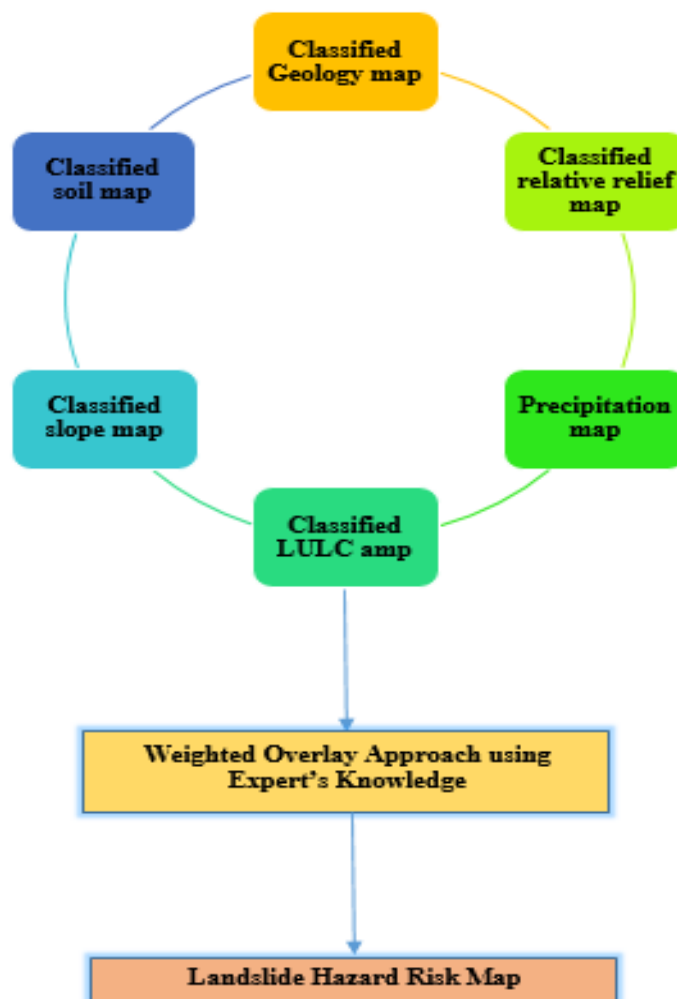 Classified
Geology map
Classified
soil map
Classified
relative relief
map
Classified
slope map
Precipitation
map
Classified
LULC amp
Weighted Overlay Approach using
Expert's Knowledge
Landslide Hazard Risk Map